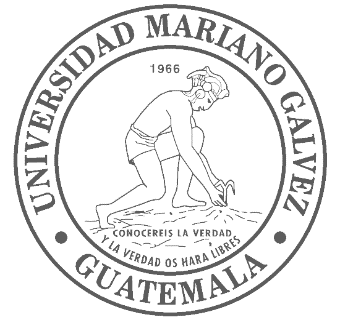 UNIVERSIDAD MARIANO GALVEZ
1966
CONOCEREIS LA VERDAD
Y LA VERDAD OS HARA LIBRES
• GUATEMALA •